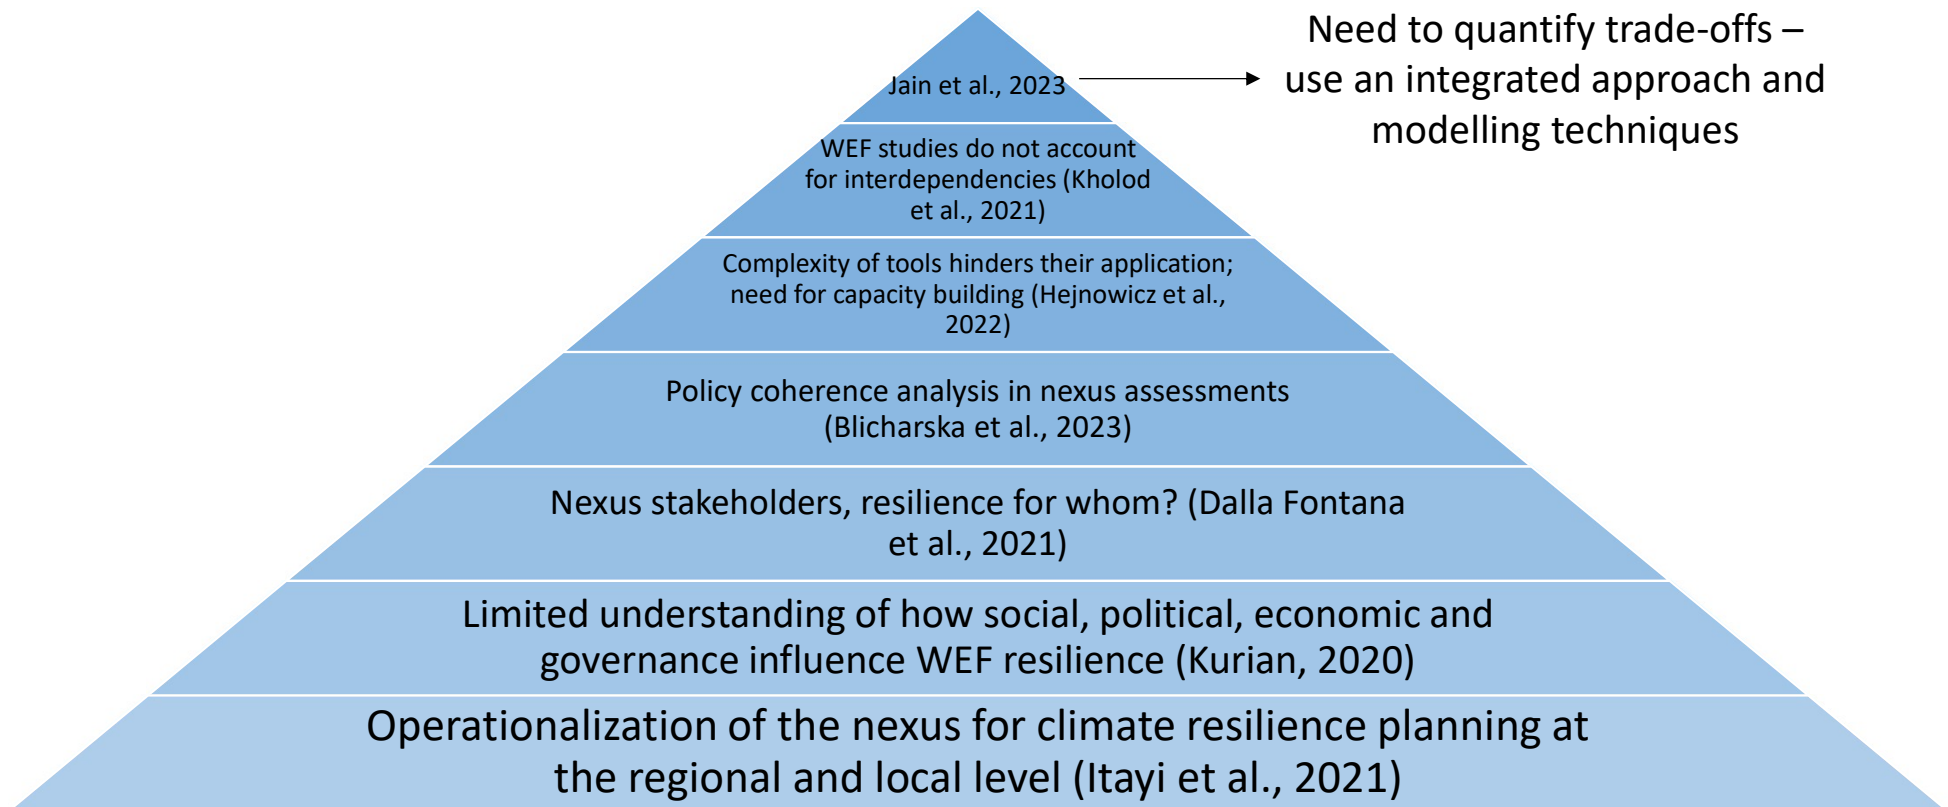 Need to quantify trade-offs –
use an integrated approach and
modelling techniques
Jain et al., 2023
WEF studies do not account
for interdependencies (Kholod
et al., 2021)
Complexity of tools hinders their application;
need for capacity building (Hejnowicz et al.,
2022)
Policy coherence analysis in nexus assessments
(Blicharska et al., 2023)
Nexus stakeholders, resilience for whom? (Dalla Fontana
et al., 2021)
Limited understanding of how social, political, economic and
governance influence WEF resilience (Kurian, 2020)
Operationalization of the nexus for climate resilience planning at
the regional and local level (Itayi et al., 2021)